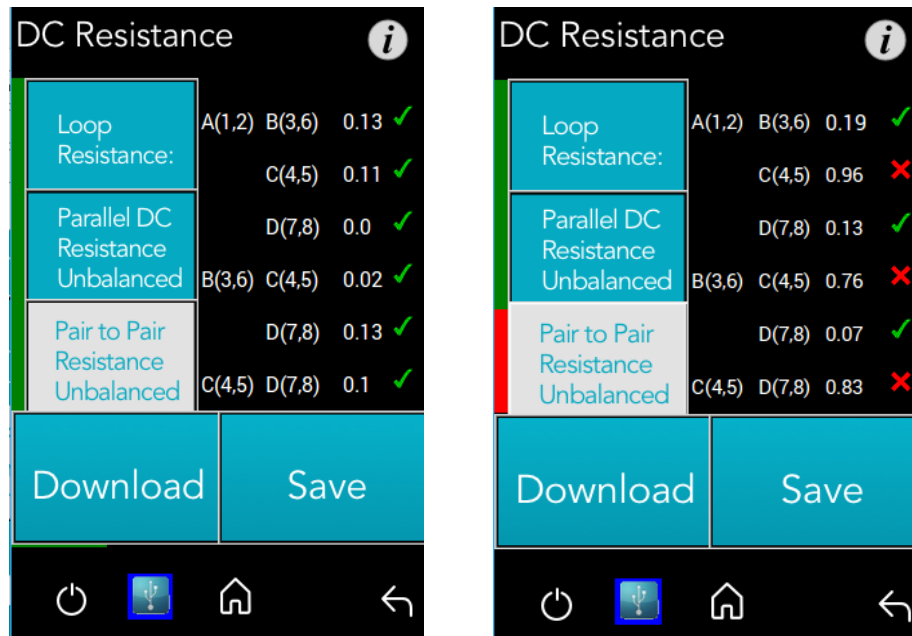 DC Resistance
i
Loop
Resistance:
Parallel DC
Resistance
Unbalanced
Pair to Pair
Resistance
Unbalanced
A(1,2) B(3,6) 0.13 ✓
C(4,5) 0.11 ✓
D(7,8) 0.0 ✓
B(3,6) C(4,5) 0.02 ✓
D(7,8) 0.13 ✓
C(4,5) D(7,8) 0.1 ✓
Download Save
DC Resistance
i
Loop
Resistance:
Parallel DC
Resistance
Unbalanced
Pair to Pair
Resistance
Unbalanced
A(1,2) B(3,6) 0.19 ✓
C(4,5) 0.96 ✗
D(7,8) 0.13 ✓
B(3,6) C(4,5) 0.76 ✗
D(7,8) 0.07 ✓
C(4,5) D(7,8) 0.83 ✗
Download Save